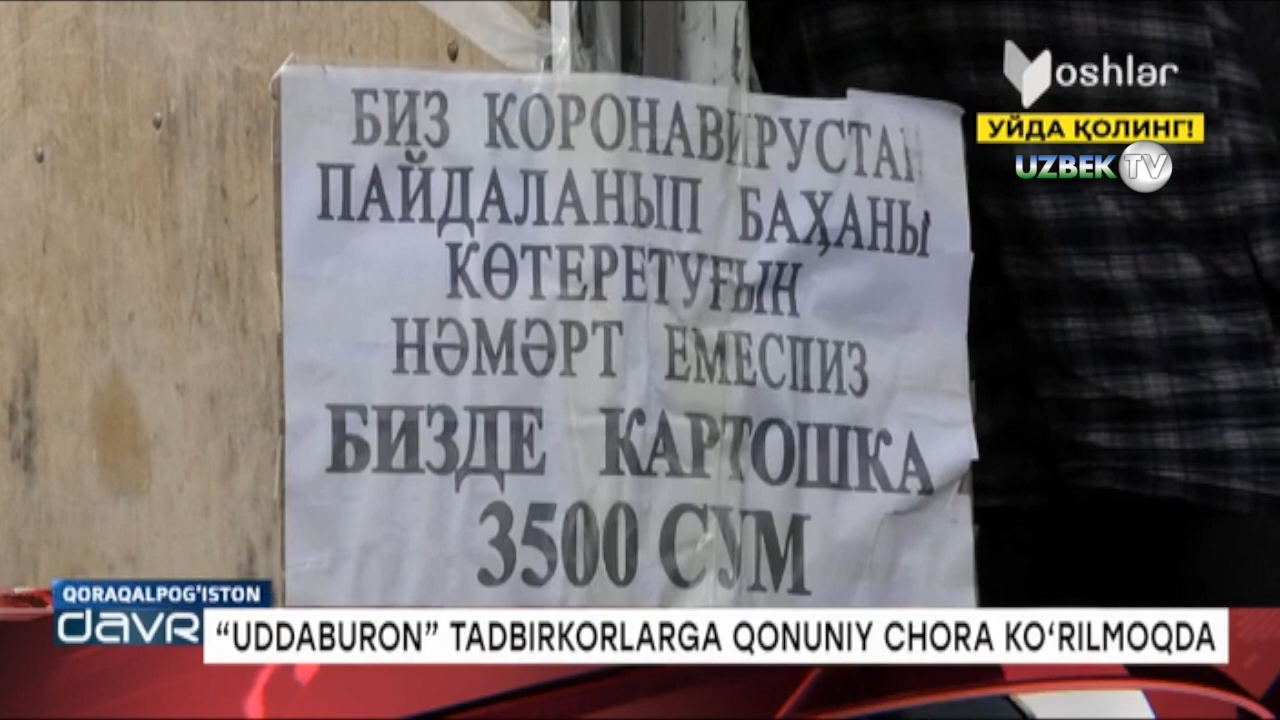 БИЗ КОРОНАВИРУСТАН
ПАЙДАЛАНЫП БАҲАНЫ
КӨТЕРЕТУҒЫН
НӘМӘРТ ЕМЕСПИЗ
БИЗДЕ КАРТОШКА
3500 СУМ
Yoshlar
УЙДА ҚОЛИНГ!
UZBEK TV
QORAQALPOG‘ISTON
davr
“UDDABURON” TADBIRKORLARGA QONUNIY CHORA KO‘RILMOQDA